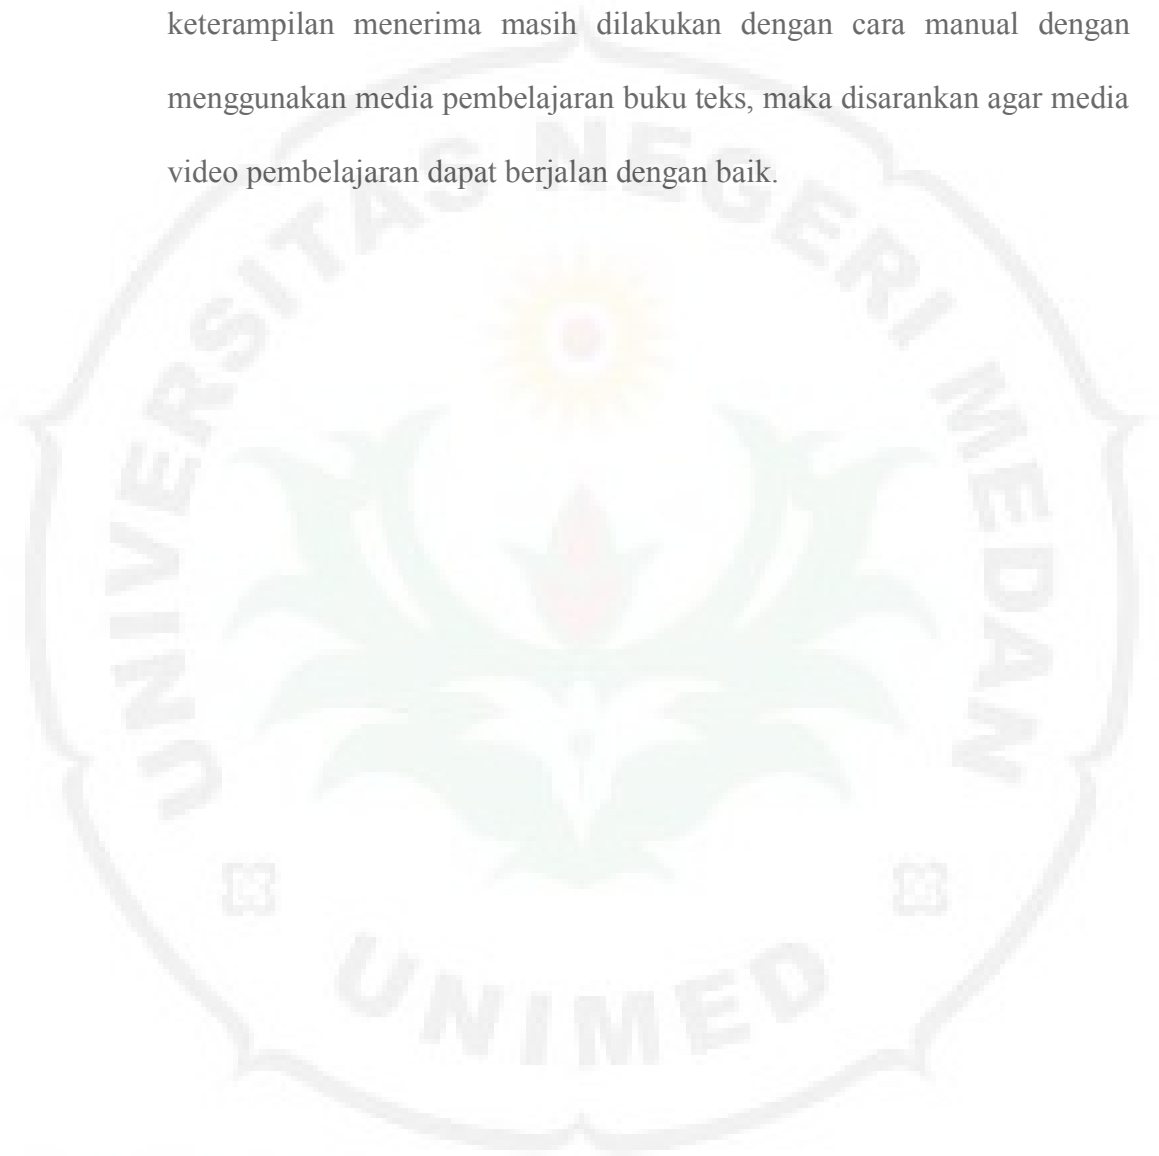 keterampilan menerima masih dilakukan dengan cara manual dengan
menggunakan media pembelajaran buku teks, maka disarankan agar media
video pembelajaran dapat berjalan dengan baik.
UNIVERSITAS NEGERI MEDAN
UNIMED